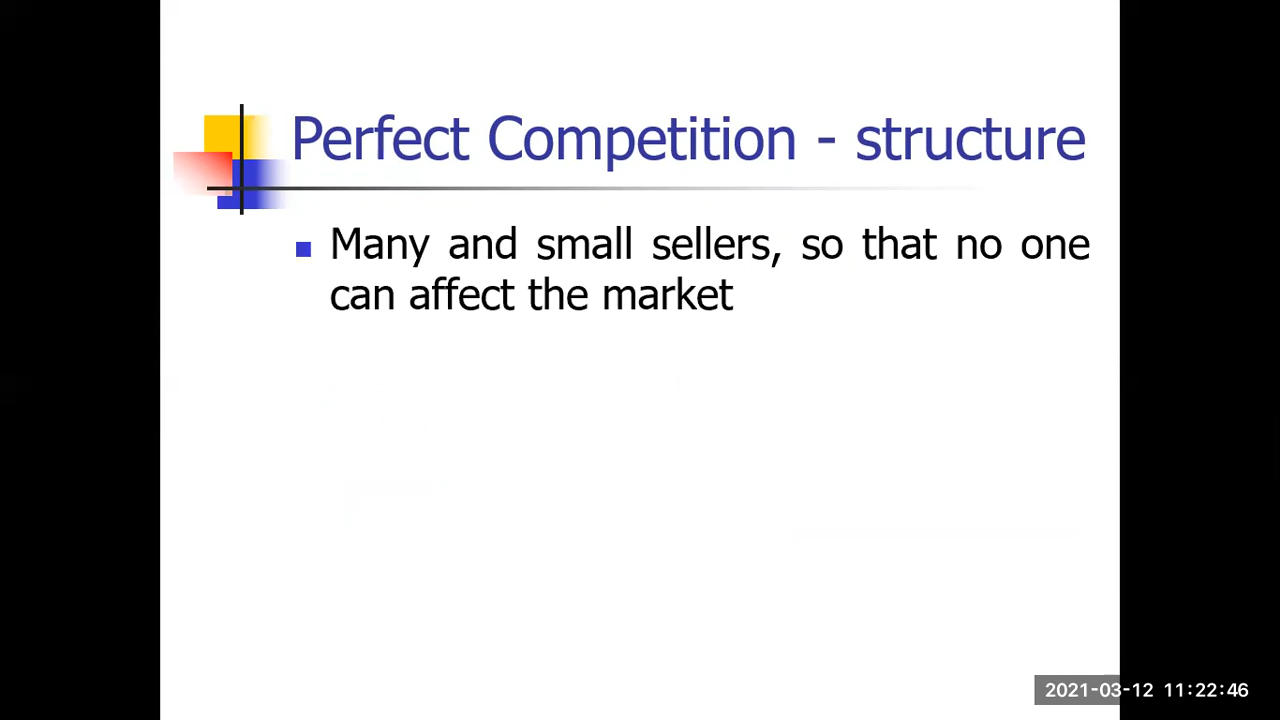 Perfect Competition - structure
Many and small sellers, so that no one
can affect the market
2021-03-12 11:22:46